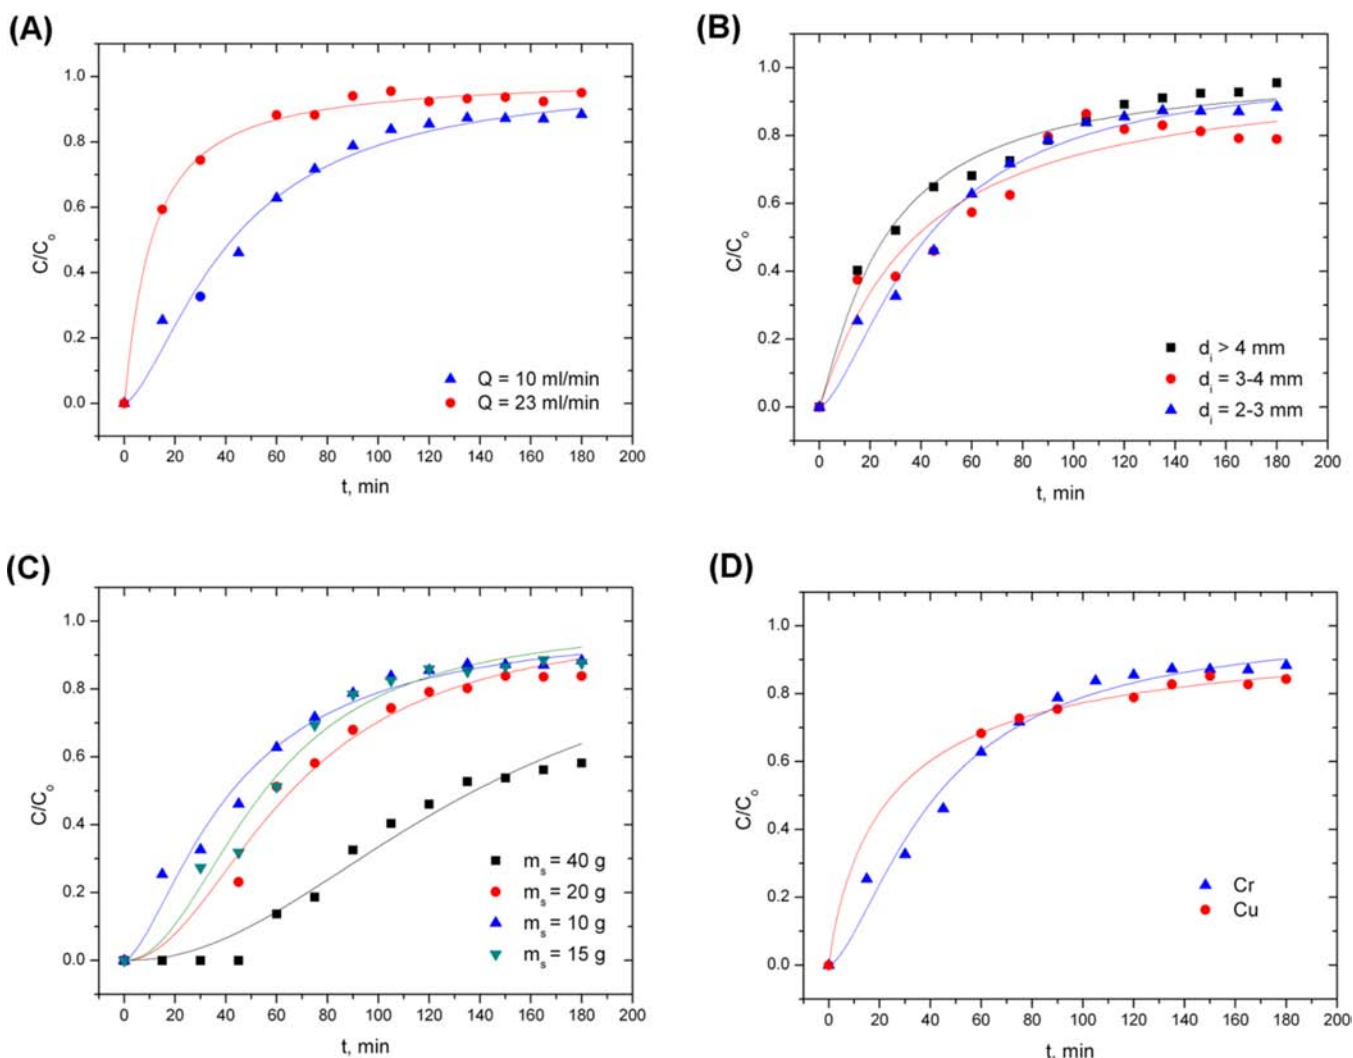 (A)
1.0
0.8
0.6
0.4
0.2
0.0
C/Co
Q = 10 ml/min
Q = 23 ml/min
0 20 40 60 80 100 120 140 160 180 200
t, min
(B)
1.0
0.8
0.6
0.4
0.2
0.0
C/Co
di > 4 mm
di = 3-4 mm
di = 2-3 mm
0 20 40 60 80 100 120 140 160 180 200
t, min
(C)
1.0
0.8
0.6
0.4
0.2
0.0
C/Co
ms = 40 g
ms = 20 g
ms = 10 g
ms = 15 g
0 20 40 60 80 100 120 140 160 180 200
t, min
(D)
1.0
0.8
0.6
0.4
0.2
0.0
C/Co
Cr
Cu
0 20 40 60 80 100 120 140 160 180 200
t, min